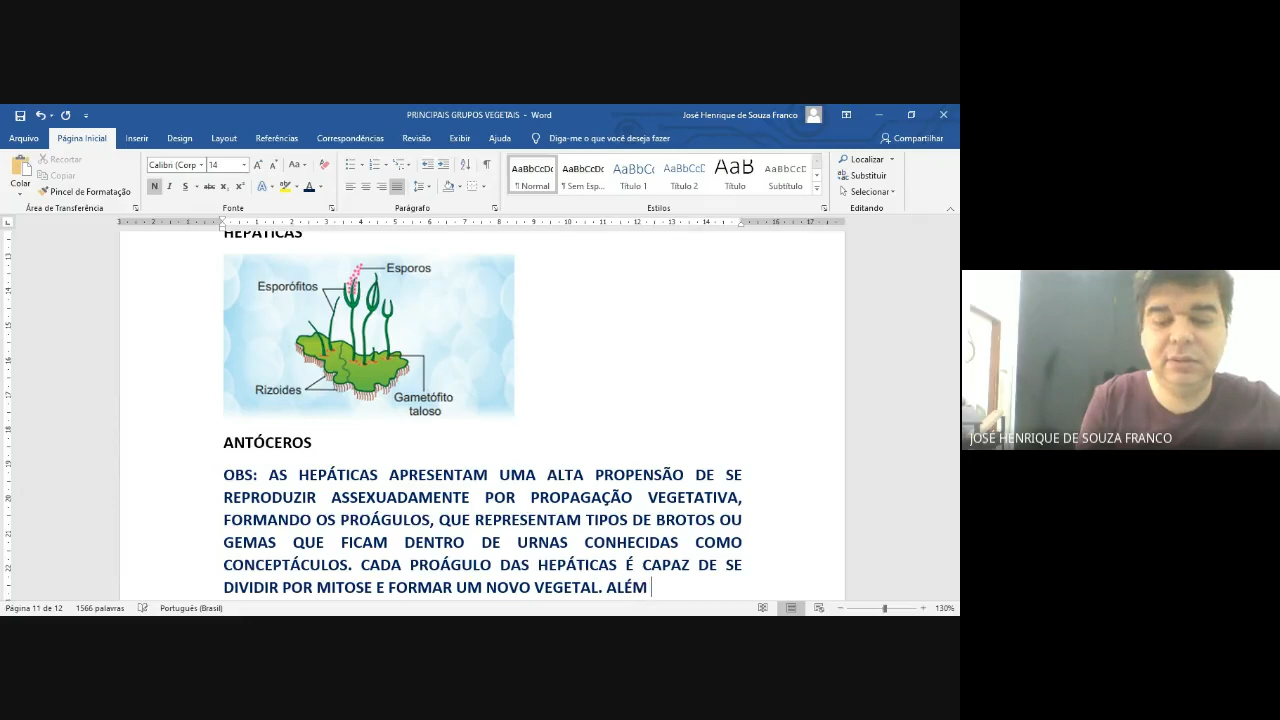 PRINCIPAIS GRUPOS VEGETAIS - Word
José Henrique de Souza Franco
Arquivo
Página Inicial
Inserir
Design
Layout
Referências
Correspondências
Revisão
Exibir
Ajuda
Diga-me o que você deseja fazer
Compartilhar
Colar
Recortar
Copiar
Pincel de Formatação
Área de Transferência
Calibri (Corp
14
Fonte
Parágrafo
AaBbCcDc
¶ Normal
AaBbCcDc
¶ Sem Esp...
AaBbCc
Título 1
AaBbCcD
Título 2
AaB
Título
AaBbCcD
Subtítulo
Estilos
Localizar
Substituir
Selecionar
Editando
HEPÁTICAS
Esporos
Esporófitos
Rizoides
Gametófito
taloso
ANTÓCEROS
OBS: AS HEPÁTICAS APRESENTAM UMA ALTA PROPENSÃO DE SE
REPRODUZIR ASSEXUADAMENTE POR PROPAGAÇÃO VEGETATIVA,
FORMANDO OS PROÁGULOS, QUE REPRESENTAM TIPOS DE BROTOS OU
GEMAS QUE FICAM DENTRO DE URNAS CONHECIDAS COMO
CONCEPTÁCULOS. CADA PROÁGULO DAS HEPÁTICAS É CAPAZ DE SE
DIVIDIR POR MITOSE E FORMAR UM NOVO VEGETAL. ALÉM
Página 11 de 12
1566 palavras
Português (Brasil)
130%
JOSÉ HENRIQUE DE SOUZA FRANCO